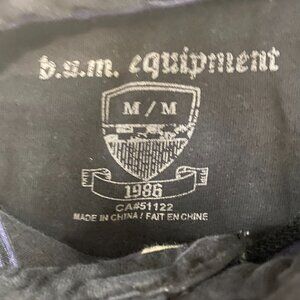 b.u.m. equipment
M/M
1986
CA#51122
MADE IN CHINA / FAIT EN CHINE